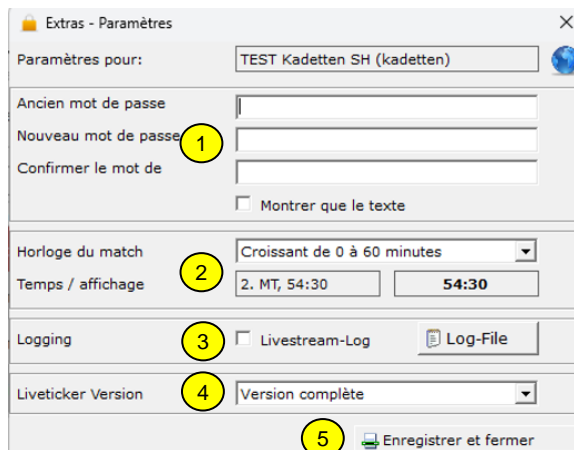 Extras - Paramètres
Paramètres pour: TEST Kadetten SH (kadetten)
Ancien mot de passe
Nouveau mot de passe 1
Confirmer le mot de
Montrer que le texte
Horloge du match Croissant de 0 à 60 minutes
2
Temps / affichage 2. MT, 54:30 54:30
Logging 3 Livestream-Log Log-File
Liveticker Version 4 Version complète
5 Enregistrer et fermer